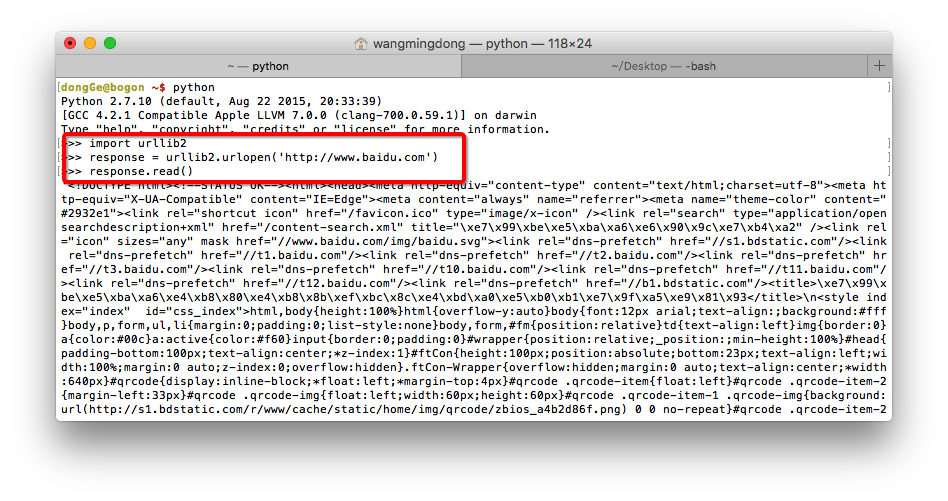 wangmingdong — python — 118×24
~ — python
~/Desktop — -bash
[dongGe@bogon ~$ python ]
Python 2.7.10 (default, Aug 22 2015, 20:33:39)
[GCC 4.2.1 Compatible Apple LLVM 7.0.0 (clang-700.0.59.1)] on darwin
Type "help", "copyright", "credits" or "license" for more information.
[>>> import urllib2 ]
[>>> response = urllib2.urlopen('http://www.baidu.com') ]
[>>> response.read() ]
'<!DOCTYPE html><!--STATUS OK--><html><head><meta http-equiv="content-type" content="text/html;charset=utf-8"><meta ht
tp-equiv="X-UA-Compatible" content="IE=Edge"><meta content="always" name="referrer"><meta name="theme-color" content="
#2932e1"><link rel="shortcut icon" href="/favicon.ico" type="image/x-icon" /><link rel="search" type="application/open
searchdescription+xml" href="/content-search.xml" title="\xe7\x99\xbe\xe5\xba\xa6\xe6\x90\x9c\xe7\xb4\xa2" /><link rel
="icon" sizes="any" mask href="//www.baidu.com/img/baidu.svg"><link rel="dns-prefetch" href="//s1.bdstatic.com"/><link
 rel="dns-prefetch" href="//t1.baidu.com"/><link rel="dns-prefetch" href="//t2.baidu.com"/><link rel="dns-prefetch" hr
ef="//t3.baidu.com"/><link rel="dns-prefetch" href="//t10.baidu.com"/><link rel="dns-prefetch" href="//t11.baidu.com"/
><link rel="dns-prefetch" href="//t12.baidu.com"/><link rel="dns-prefetch" href="//b1.bdstatic.com"/><title>\xe7\x99\x
be\xe5\xba\xa6\xe4\xb8\x80\xe4\xb8\x8b\xef\xbc\x8c\xe4\xbd\xa0\xe5\xb0\xb1\xe7\x9f\xa5\xe9\x81\x93</title>\n<style ind
ex="index"  id="css_index">html,body{height:100%}html{overflow-y:auto}body{font:12px arial;text-align:;background:#fff
}body,p,form,ul,li{margin:0;padding:0;list-style:none}body,form,#fm{position:relative}td{text-align:left}img{border:0}
a{color:#00c}a:active{color:#f60}input{border:0;padding:0}#wrapper{position:relative;_position:;min-height:100%}#head{
padding-bottom:100px;text-align:center;*z-index:1}#ftCon{height:100px;position:absolute;bottom:23px;text-align:left;wi
dth:100%;margin:0 auto;z-index:0;overflow:hidden}.ftCon-Wrapper{overflow:hidden;margin:0 auto;text-align:center;*width
:640px}#qrcode{display:inline-block;*float:left;*margin-top:4px}#qrcode .qrcode-item{float:left}#qrcode .qrcode-item-2
{margin-left:33px}#qrcode .qrcode-img{float:left;width:60px;height:60px}#qrcode .qrcode-item-1 .qrcode-img{background:
url(http://s1.bdstatic.com/r/www/cache/static/home/img/qrcode/zbios_a4b2d86f.png) 0 0 no-repeat}#qrcode .qrcode-item-2